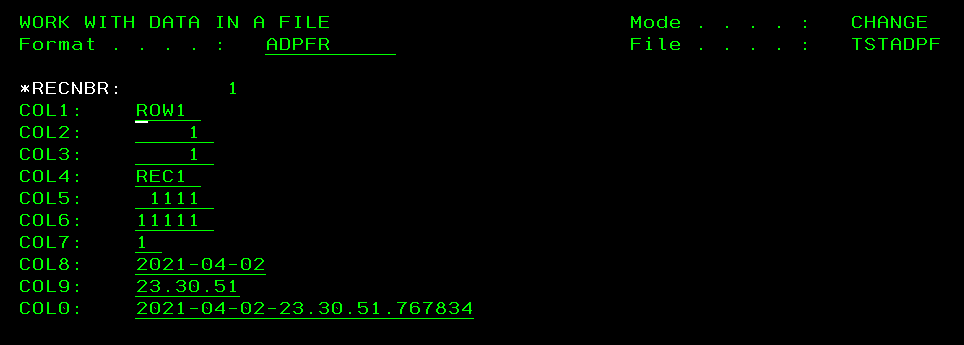 WORK WITH DATA IN A FILE Mode . . . . : CHANGE
Format . . . . : ADPFR File . . . . : TSTADPF
*RECNBR: 1
COL1: ROW1
COL2: 1
COL3: 1
COL4: REC1
COL5: 1111
COL6: 11111
COL7: 1
COL8: 2021-04-02
COL9: 23.30.51
COL0: 2021-04-02-23.30.51.767834